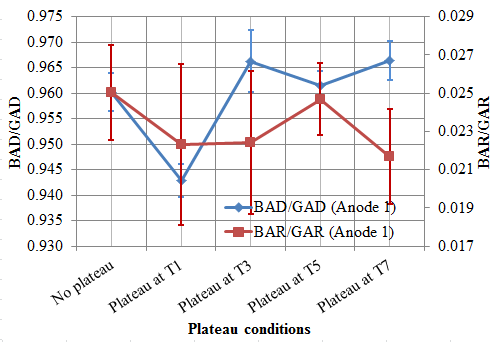 0.975
0.970
0.965
0.960
0.955
0.950
0.945
0.940
0.935
0.930
BAD/GAD
0.029
0.027
0.025
0.023
0.021
0.019
0.017
BAR/GAR
BAD/GAD (Anode 1)
BAR/GAR (Anode 1)
No plateau
Plateau at T1
Plateau at T3
Plateau at T5
Plateau at T7
Plateau conditions